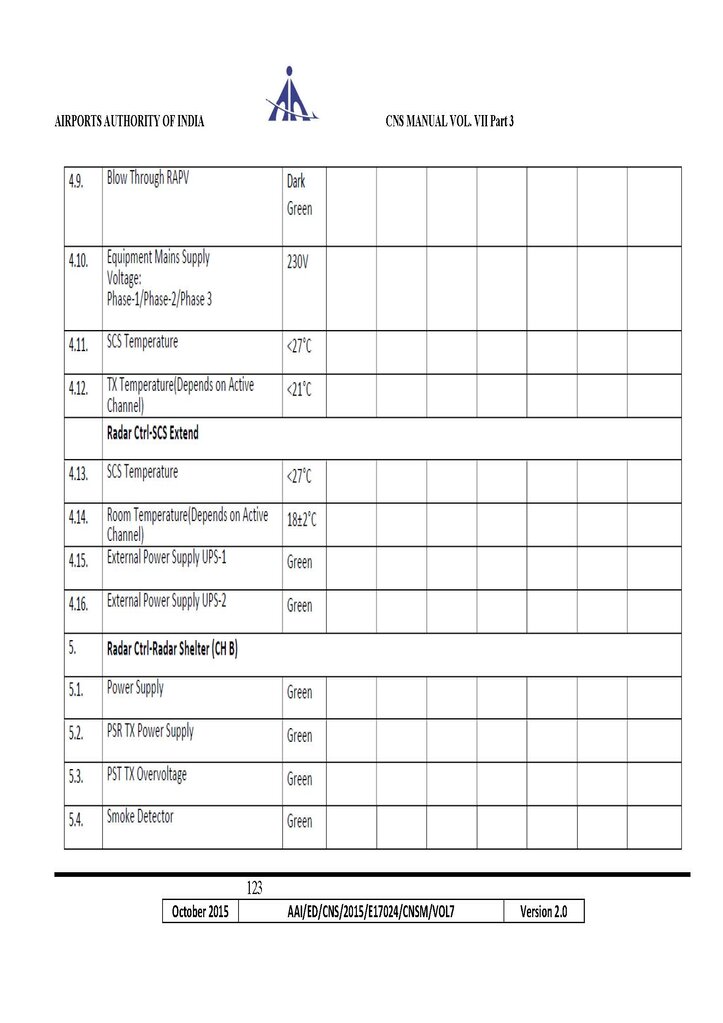 AIRPORTS AUTHORITY OF INDIA CNS MANUAL VOL. VII Part 3
4.9. Blow Through RAPV Dark
Green
4.10. Equipment Mains Supply 230V
Voltage:
Phase-1/Phase-2/Phase 3
4.11. SCS Temperature <27°C
4.12. TX Temperature(Depends on Active <21°C
Channel)
Radar Ctrl-SCS Extend
4.13. SCS Temperature <27°C
4.14. Room Temperature(Depends on Active 18±2°C
Channel)
4.15. External Power Supply UPS-1 Green
4.16. External Power Supply UPS-2 Green
5. Radar Ctrl-Radar Shelter (CH B)
5.1. Power Supply Green
5.2. PSR TX Power Supply Green
5.3. PST TX Overvoltage Green
5.4. Smoke Detector Green
123
October 2015 AAI/ED/CNS/2015/E17024/CNSM/VOL7 Version 2.0